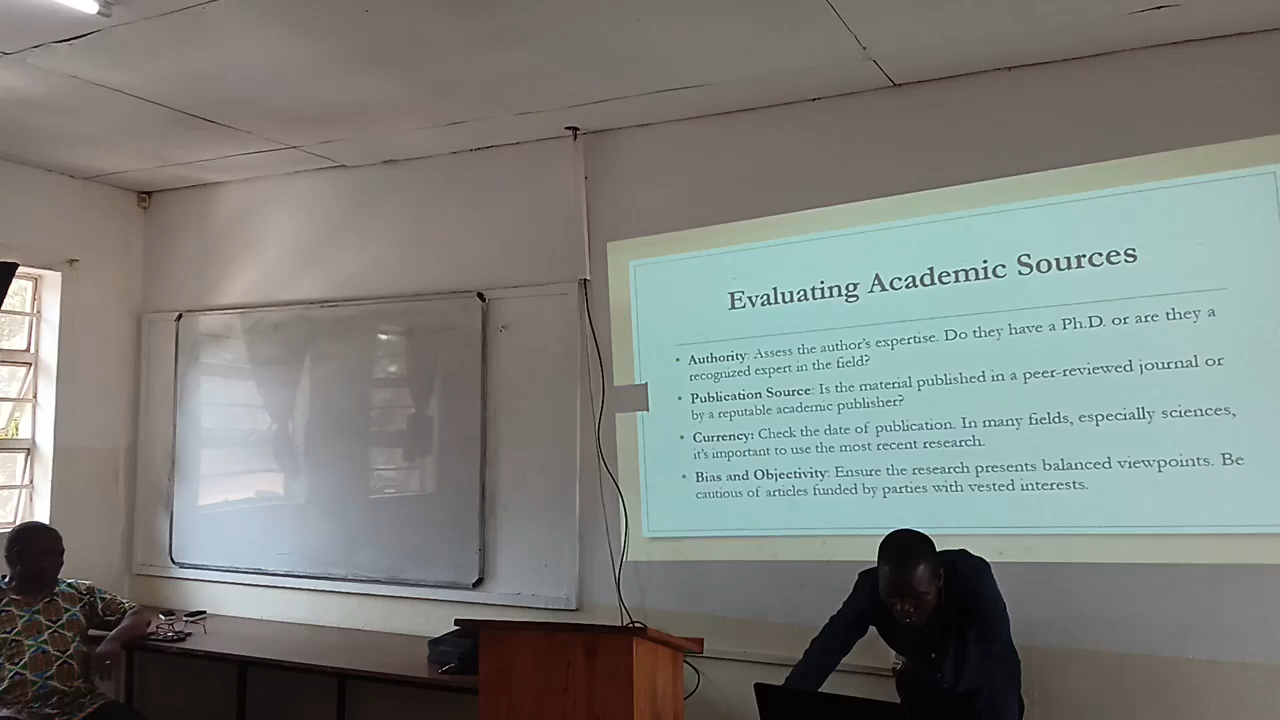 Evaluating Academic Sources
• Authority: Assess the author's expertise. Do they have a Ph.D. or are they a
recognized expert in the field?
• Publication Source: Is the material published in a peer-reviewed journal or
by a reputable academic publisher?
• Currency: Check the date of publication. In many fields, especially sciences,
it's important to use the most recent research.
• Bias and Objectivity: Ensure the research presents balanced viewpoints. Be
cautious of articles funded by parties with vested interests.